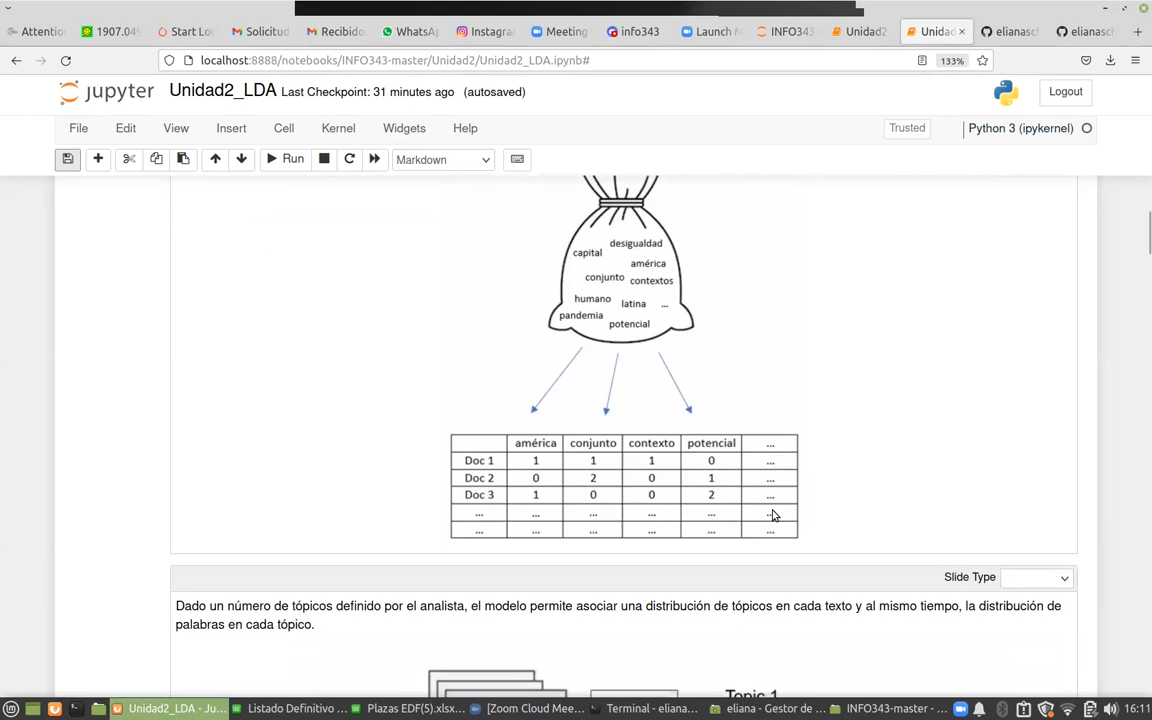 Attentio
1907.049
Start Loc
Solicitud
Recibido
WhatsAp
Instagra
Meeting
info343
Launch M
INFO343
Unidad2
Unidad
elianasc
elianasc
localhost:8888/notebooks/INFO343-master/Unidad2/Unidad2_LDA.ipynb#
133%
jupyter Unidad2_LDA Last Checkpoint: 31 minutes ago (autosaved)
Logout
File Edit View Insert Cell Kernel Widgets Help
Trusted
Python 3 (ipykernel)
Run
Markdown
desigualdad
capital
américa
conjunto
contextos
humano
latina
...
pandemia
potencial
américa conjunto contexto potencial ...
Doc 1 1 1 1 0 ...
Doc 2 0 2 0 1 ...
Doc 3 1 0 0 2 ...
... ... ... ... ... ...
... ... ... ... ... ...
Slide Type
Dado un número de tópicos definido por el analista, el modelo permite asociar una distribución de tópicos en cada texto y al mismo tiempo, la distribución de
palabras en cada tópico.
Topic 1
Unidad2_LDA - Ju...
Listado Definitivo ...
Plazas EDF(5).xlsx...
[Zoom Cloud Mee...
Terminal - eliana...
eliana - Gestor de ...
INFO343-master - ...
16:11